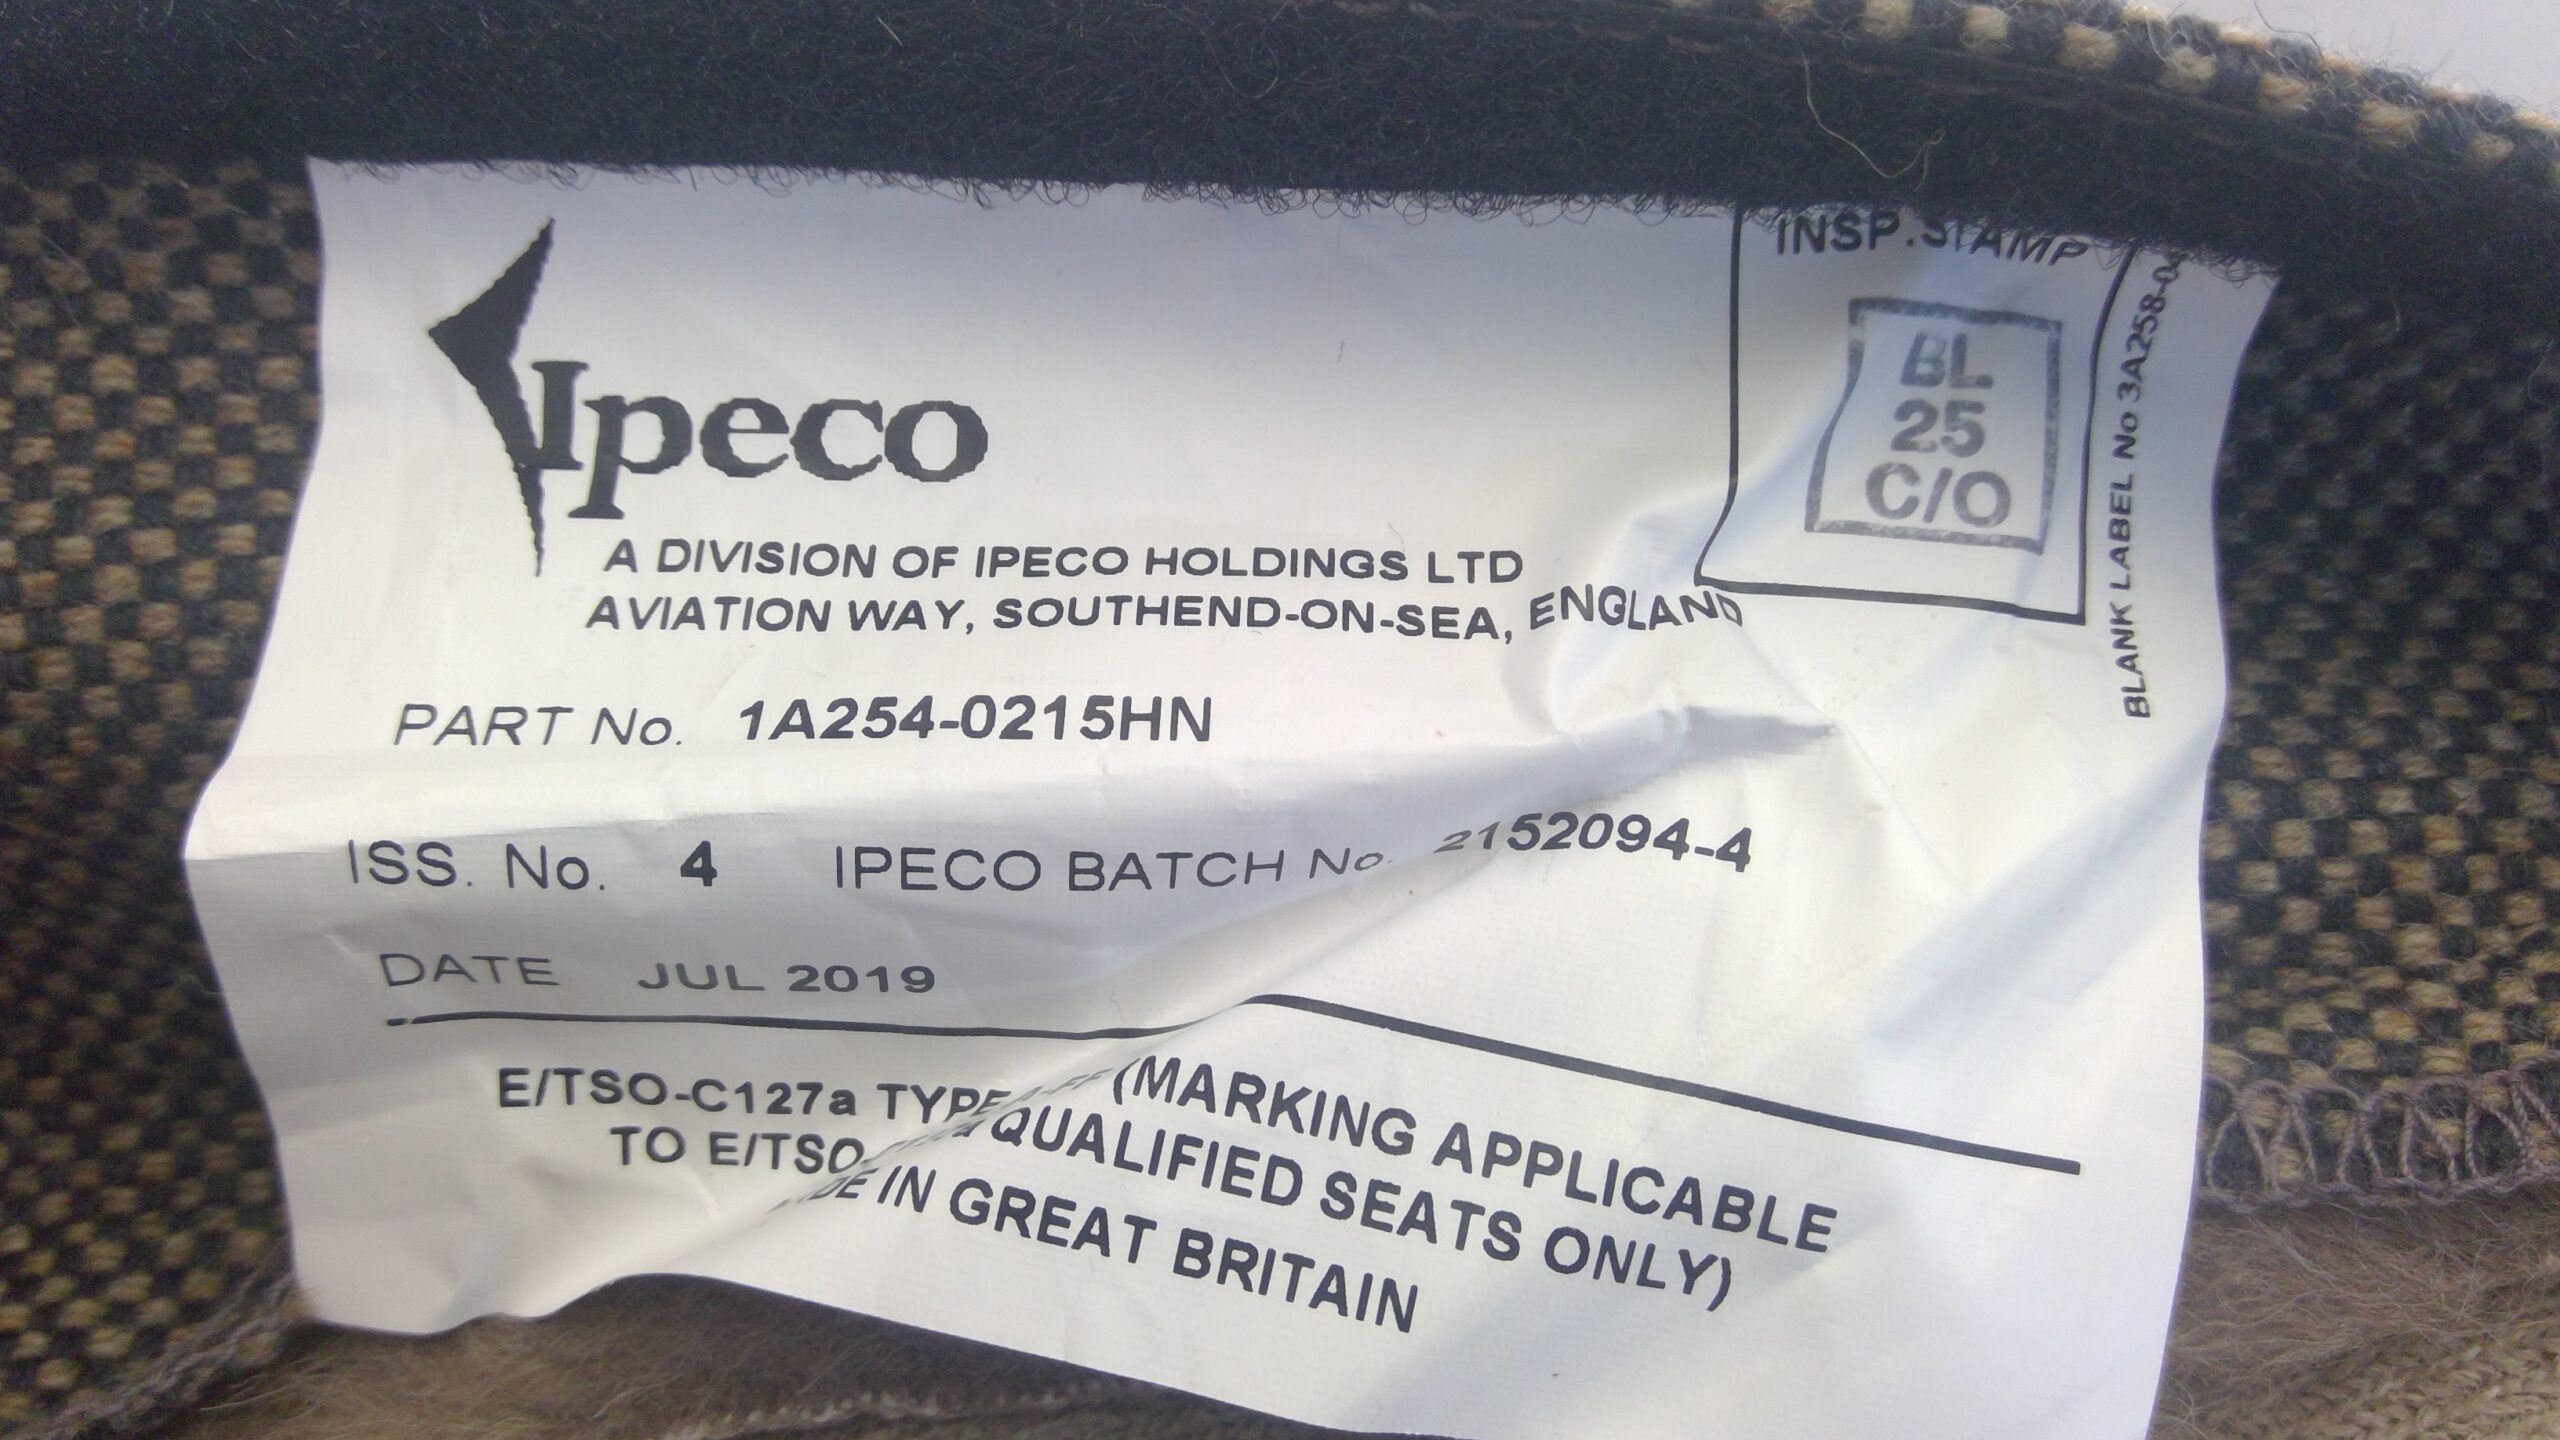 Ipeco
A DIVISION OF IPECO HOLDINGS LTD
AVIATION WAY, SOUTHEND-ON-SEA, ENGLAND
INSP. STAMP
BL
25
C/O
BLANK LABEL No
PART No. 1A254-0215HN
ISS. No. 4 IPECO BATCH No. 2152094-4
DATE JUL 2019
E/TSO-C127a TYPE (MARKING APPLICABLE
TO QUALIFIED SEATS ONLY)
IN GREAT BRITAIN